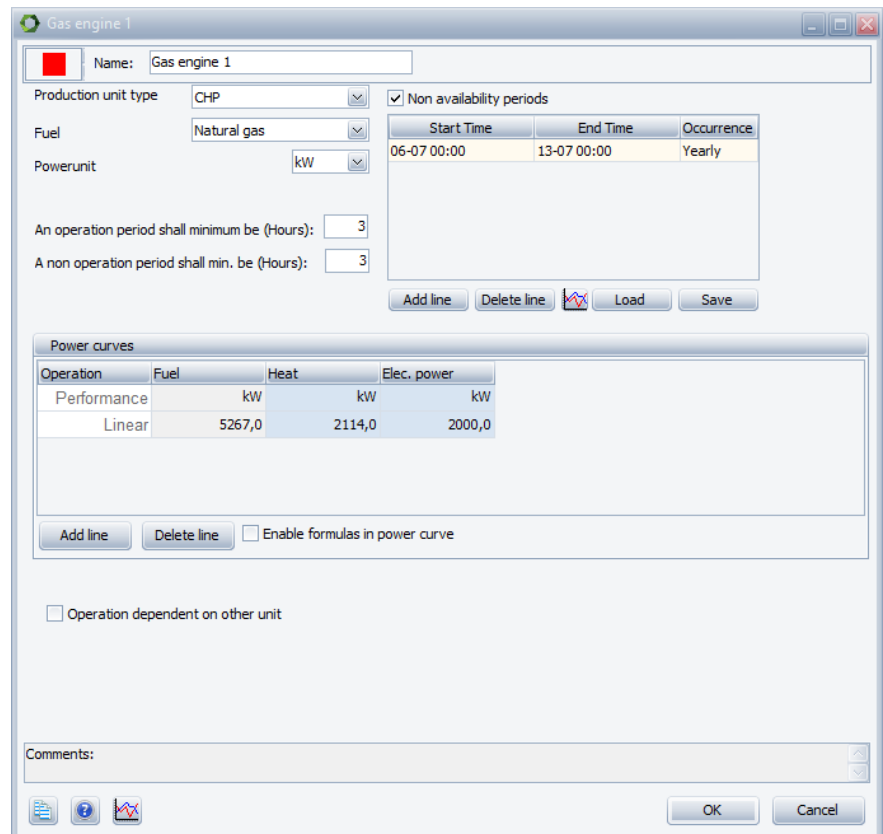 Gas engine 1
Name: Gas engine 1
Production unit type CHP
Fuel Natural gas
Powerunit kW
An operation period shall minimum be (Hours): 3
A non operation period shall min. be (Hours): 3
Non availability periods
Start Time End Time Occurrence
06-07 00:00 13-07 00:00 Yearly
Add line Delete line Load Save
Power curves
Operation Fuel Heat Elec. power
Performance kW kW kW
Linear 5267,0 2114,0 2000,0
Add line Delete line Enable formulas in power curve
Operation dependent on other unit
Comments:
OK Cancel